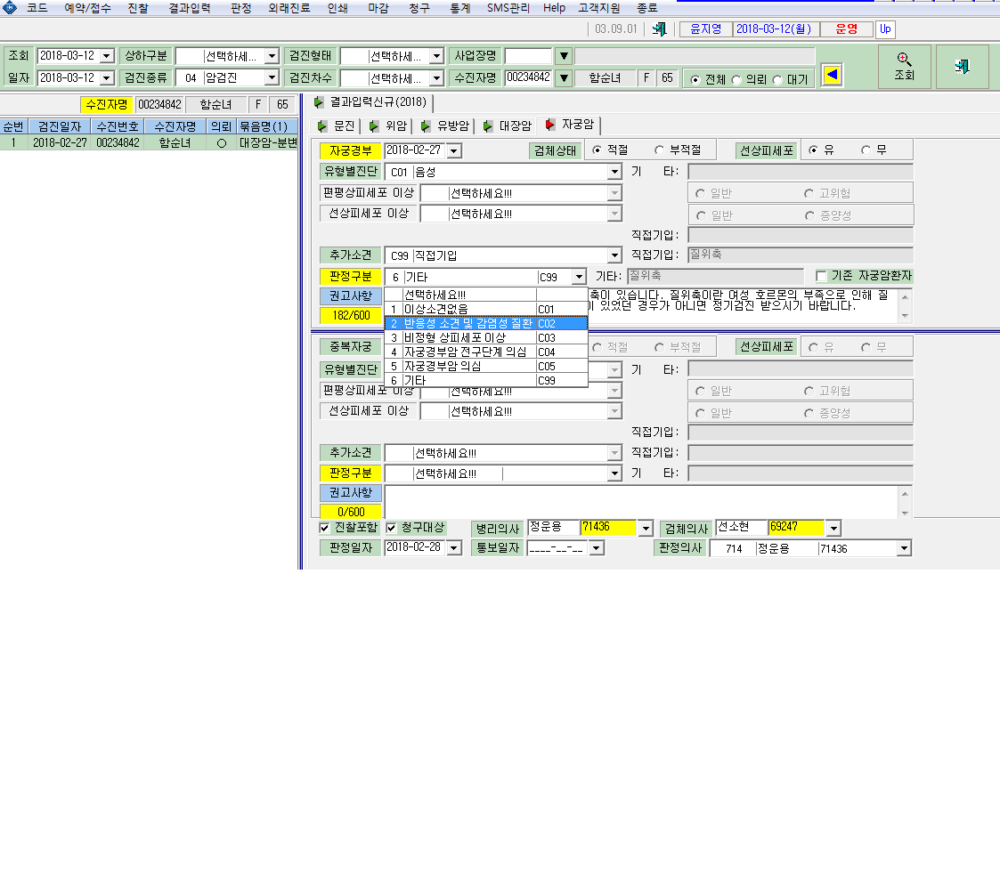 코드 예약/접수 진찰 결과입력 판정 외래진료 인쇄 마감 청구 통계 SMS관리 Help 고객지원 종료
03.09.01 윤지영 2018-03-12(월) 운영 Up
조회 2018-03-12 상하구분 선택하세... 검진형태 선택하세... 사업장명
일자 2018-03-12 검진종류 04 암검진 검진차수 선택하세... 수진자명 00234842 함순녀 F 65 전체 의뢰 대기 조회
수진자명 00234842 함순녀 F 65
순번 검진일자 수진번호 수진자명 의뢰 묶음명(1)
1 2018-02-27 00234842 함순녀 ○ 대장암-분변
결과입력신규(2018)
문진 위암 유방암 대장암 자궁암
자궁경부 2018-02-27 검체상태 적절 부적절 선상피세포 유 무
유형별진단 C01 음성 기 타:
편평상피세포 이상 선택하세요!!! 일반 고위험
선상피세포 이상 선택하세요!!! 일반 종양성
직접기입:
추가소견 C99 직접기입 직접기입: 질위축
판정구분 6 기타 C99 기타: 질위축 기존 자궁암환자
권고사항 선택하세요!!! 축이 있습니다. 질위축이란 여성 호르몬의 부족으로 인해 질
182/600 1 이상소견없음 C01 이 있었던 경우가 아니면 정기검진 받으시기 바랍니다.
2 반응성 소견 및 감염성 질환 C02
3 비정형 상피세포 이상 C03
4 자궁경부암 전구단계 의심 C04
5 자궁경부암 의심 C05
6 기타 C99
중복자궁 적절 부적절 선상피세포 유 무
유형별진단 기 타:
편평상피세포 이상 선택하세요!!! 일반 고위험
선상피세포 이상 선택하세요!!! 일반 종양성
직접기입:
추가소견 선택하세요!!! 직접기입:
판정구분 선택하세요!!! 기 타:
권고사항
0/600
진찰포함 청구대상 병리의사 정운용 71436 검체의사 선소현 69247
판정일자 2018-02-28 통보일자 ____-__-__ 판정의사 714 정운용 71436